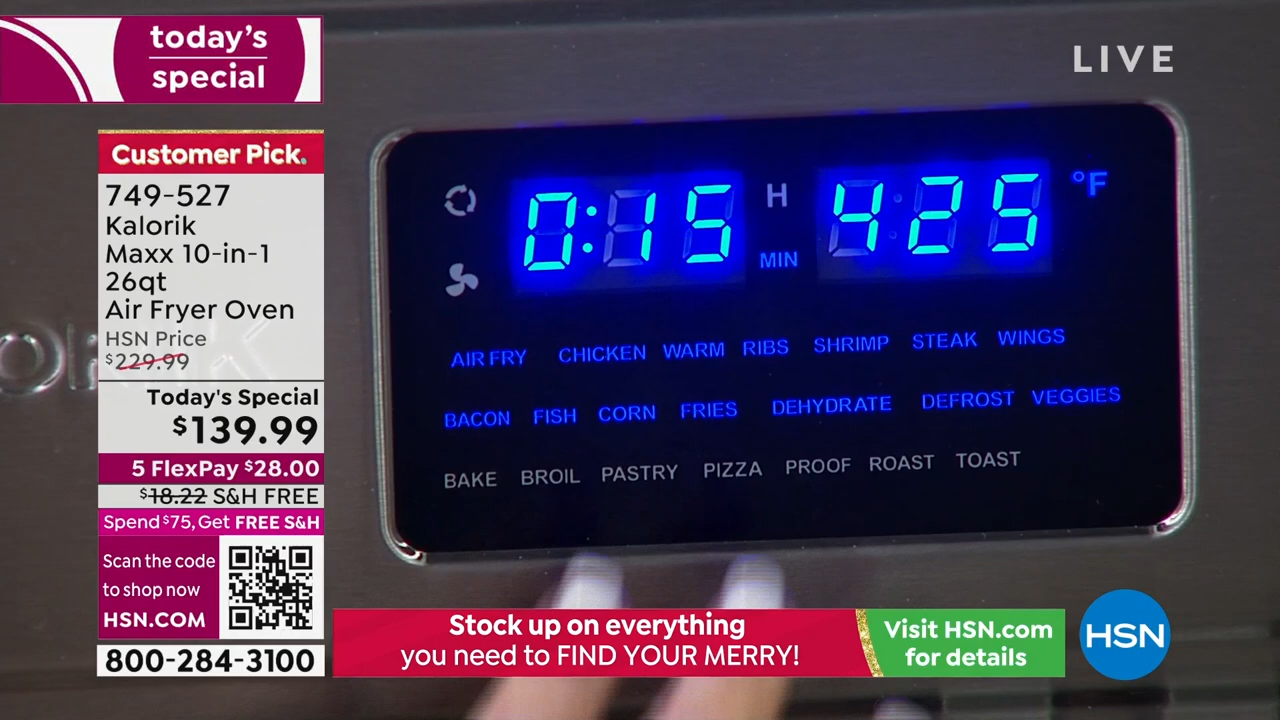 today's
special
LIVE
Customer Pick.
749-527
Kalorik
Maxx 10-in-1
26qt
Air Fryer Oven
HSN Price
$229.99
Today's Special
$139.99
5 FlexPay $28.00
$18.22 S&H FREE
Spend $75, Get FREE S&H
Scan the code
to shop now
HSN.COM
800-284-3100
0:15 H MIN 425 °F
AIR FRY CHICKEN WARM RIBS SHRIMP STEAK WINGS
BACON FISH CORN FRIES DEHYDRATE DEFROST VEGGIES
BAKE BROIL PASTRY PIZZA PROOF ROAST TOAST
Stock up on everything
you need to FIND YOUR MERRY!
Visit HSN.com
for details
HSN